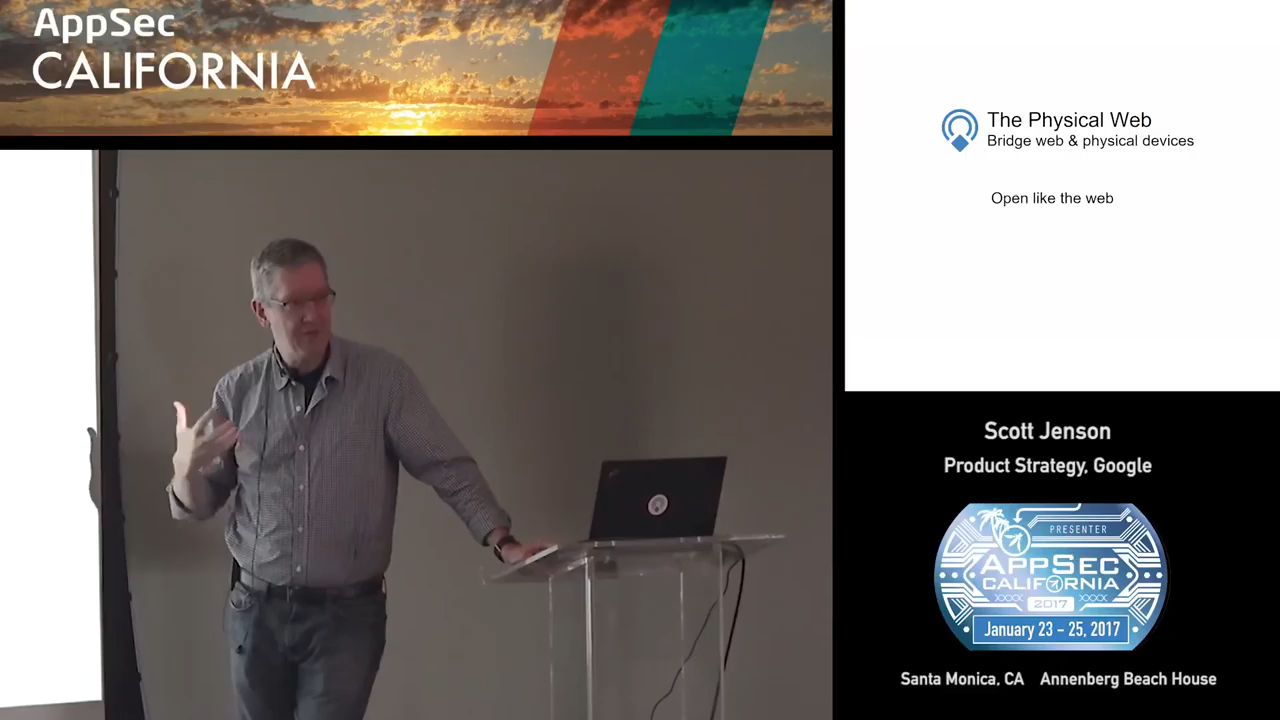 AppSec
CALIFORNIA
The Physical Web
Bridge web & physical devices
Open like the web
Scott Jenson
Product Strategy, Google
PRESENTER
APPSEC
CALIFORNIA
2017
January 23 - 25, 2017
Santa Monica, CA Annenberg Beach House